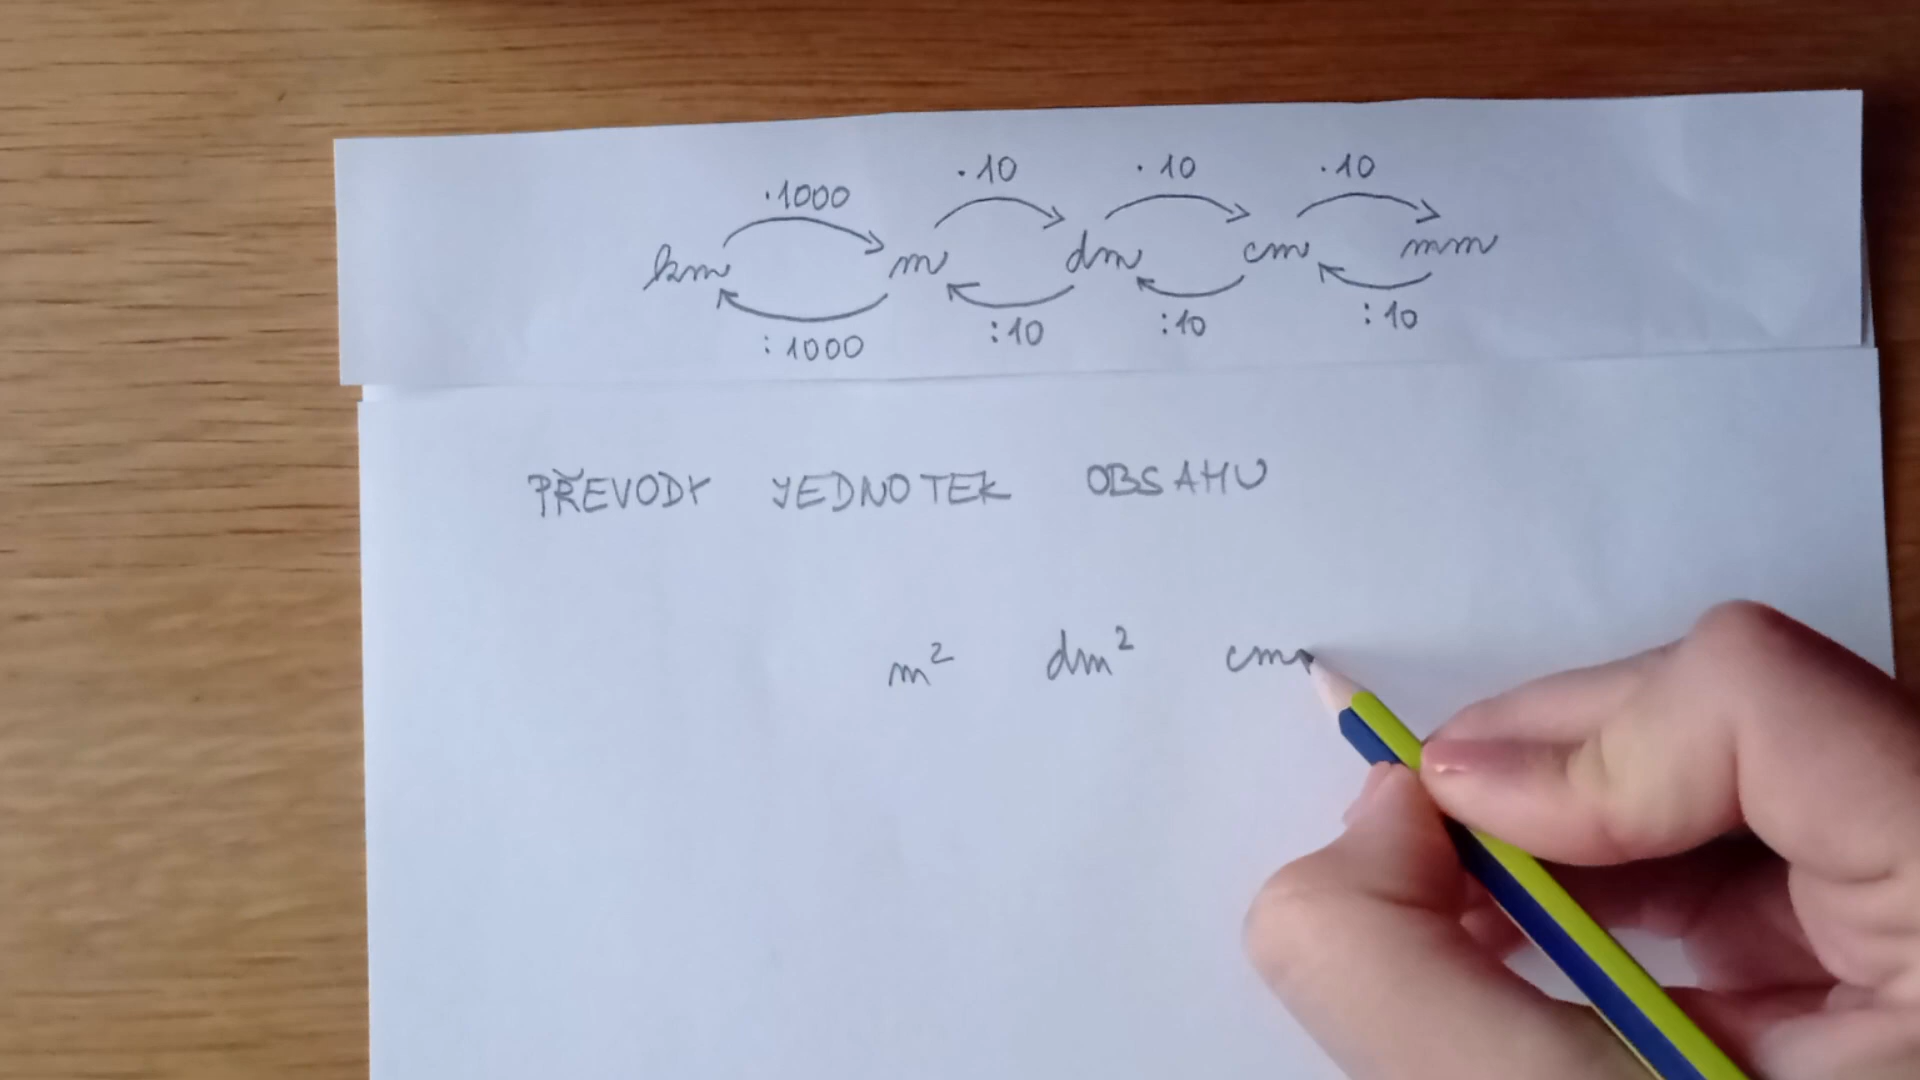 .1000 .10 .10 .10
km m dm cm mm
:1000 :10 :10 :10
PŘEVODY JEDNOTEK OBSAHU
m² dm² cm